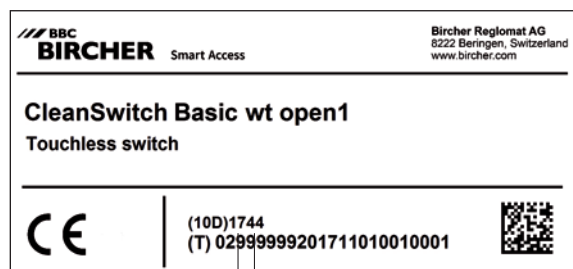 BBC
BIRCHER Smart Access
Bircher Reglomat AG
8222 Beringen, Switzerland
www.bircher.com
CleanSwitch Basic wt open1
Touchless switch
CE
(10D)1744
(T) 02999999201711010010001